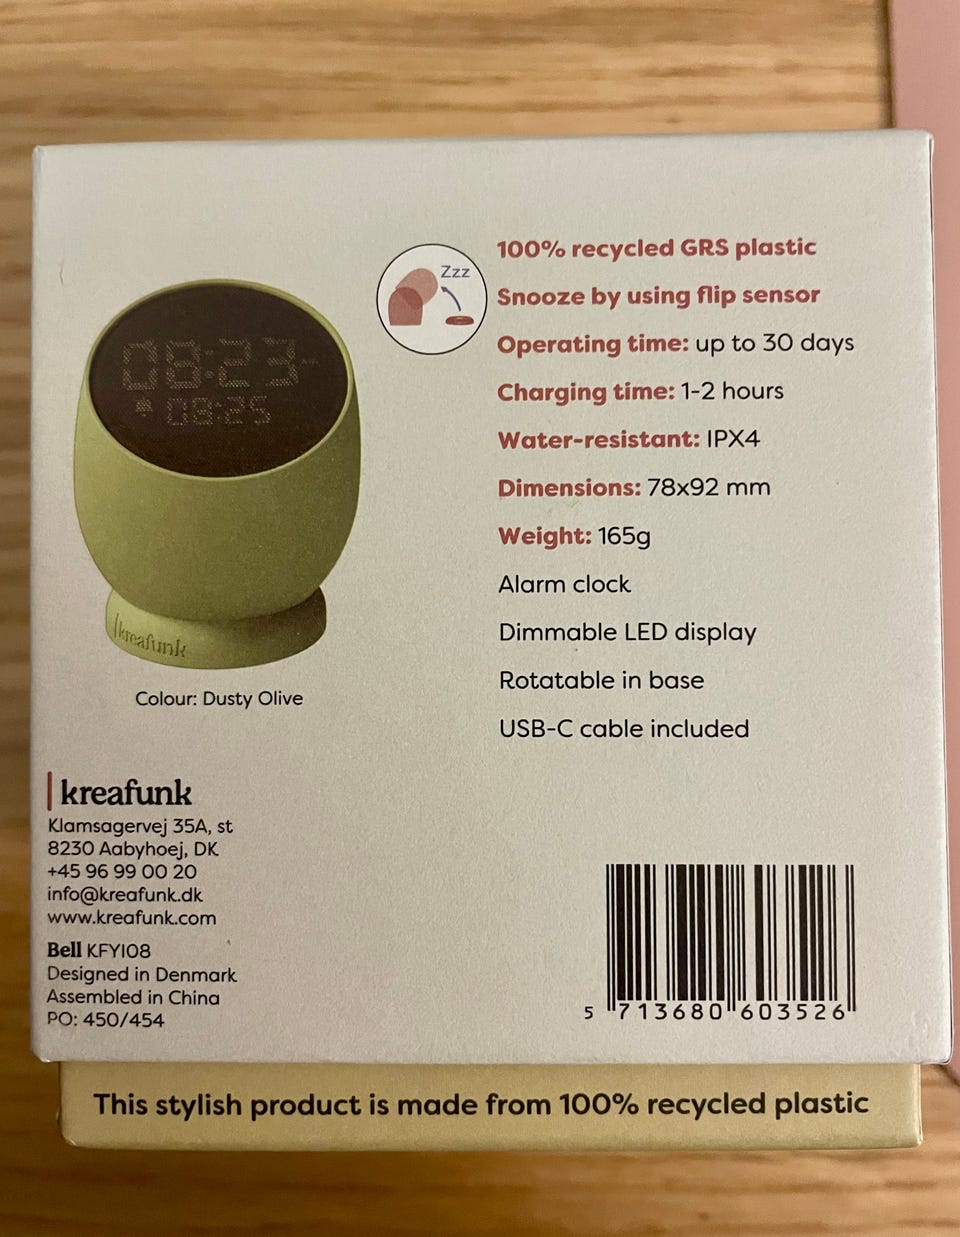 08:23
08:25
kreafunk
Colour: Dusty Olive
Zzz
100% recycled GRS plastic
Snooze by using flip sensor
Operating time: up to 30 days
Charging time: 1-2 hours
Water-resistant: IPX4
Dimensions: 78x92 mm
Weight: 165g
Alarm clock
Dimmable LED display
Rotatable in base
USB-C cable included
kreafunk
Klamsagervej 35A, st
8230 Aabyhoej, DK
+45 96 99 00 20
info@kreafunk.dk
www.kreafunk.com
Bell KFYI08
Designed in Denmark
Assembled in China
PO: 450/454
5 713680 603526
This stylish product is made from 100% recycled plastic